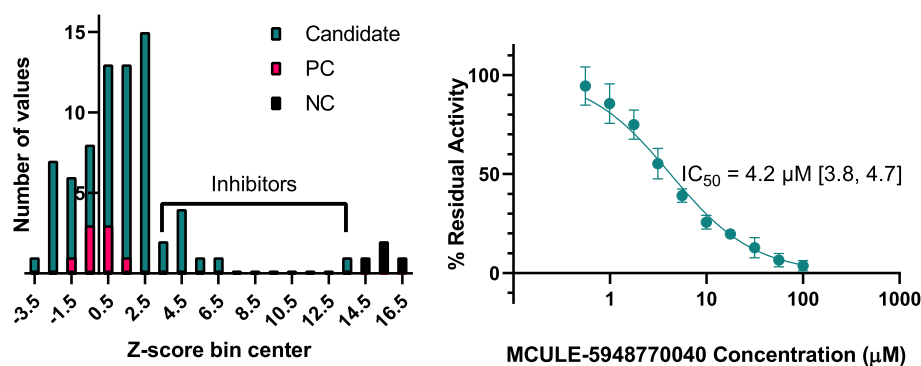 Number of values
15
10
5
Candidate
PC
NC
Inhibitors
-3.5 -1.5 0.5 2.5 4.5 6.5 8.5 10.5 12.5 14.5 16.5
Z-score bin center
% Residual Activity
100
50
0
IC50 = 4.2 μM [3.8, 4.7]
1 10 100 1000
MCULE-5948770040 Concentration (μM)